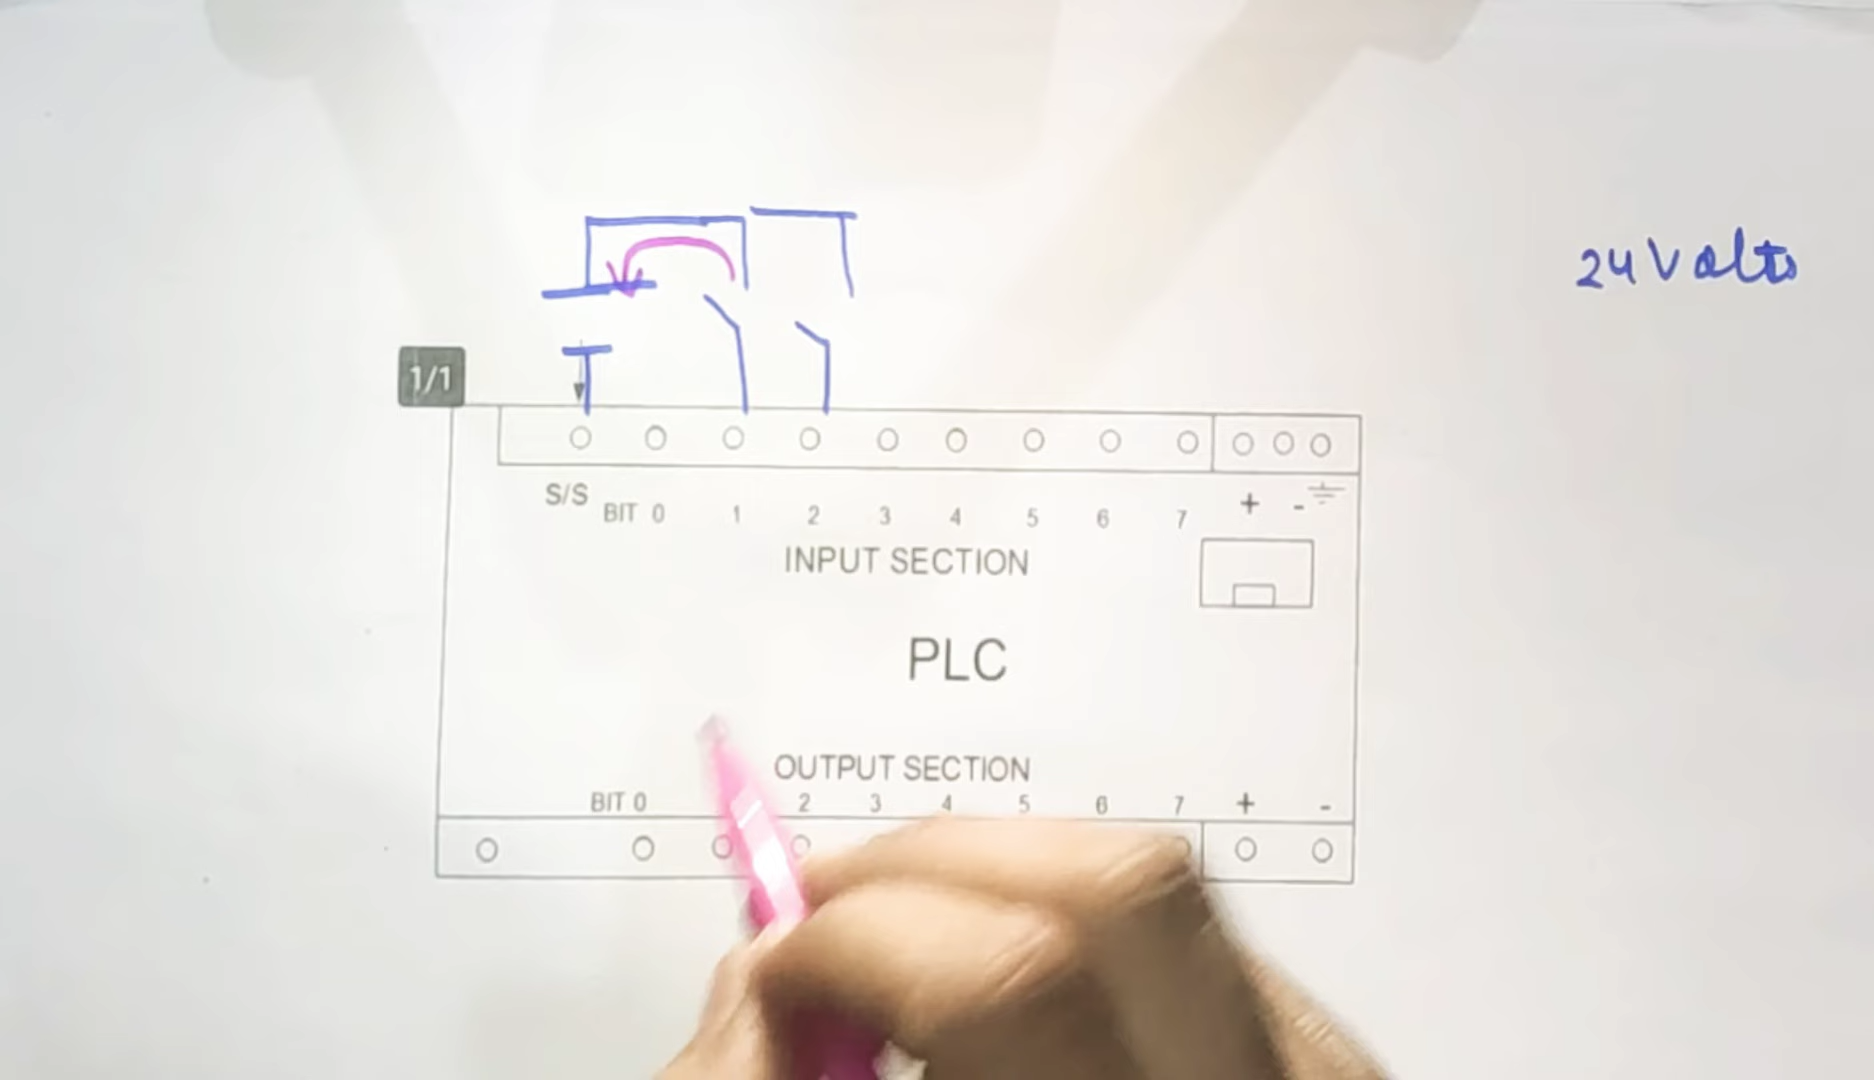 24 Volts
1/1
S/S BIT 0 1 2 3 4 5 6 7 + -
INPUT SECTION
PLC
OUTPUT SECTION
BIT 0 2 3 4 5 6 7 + -